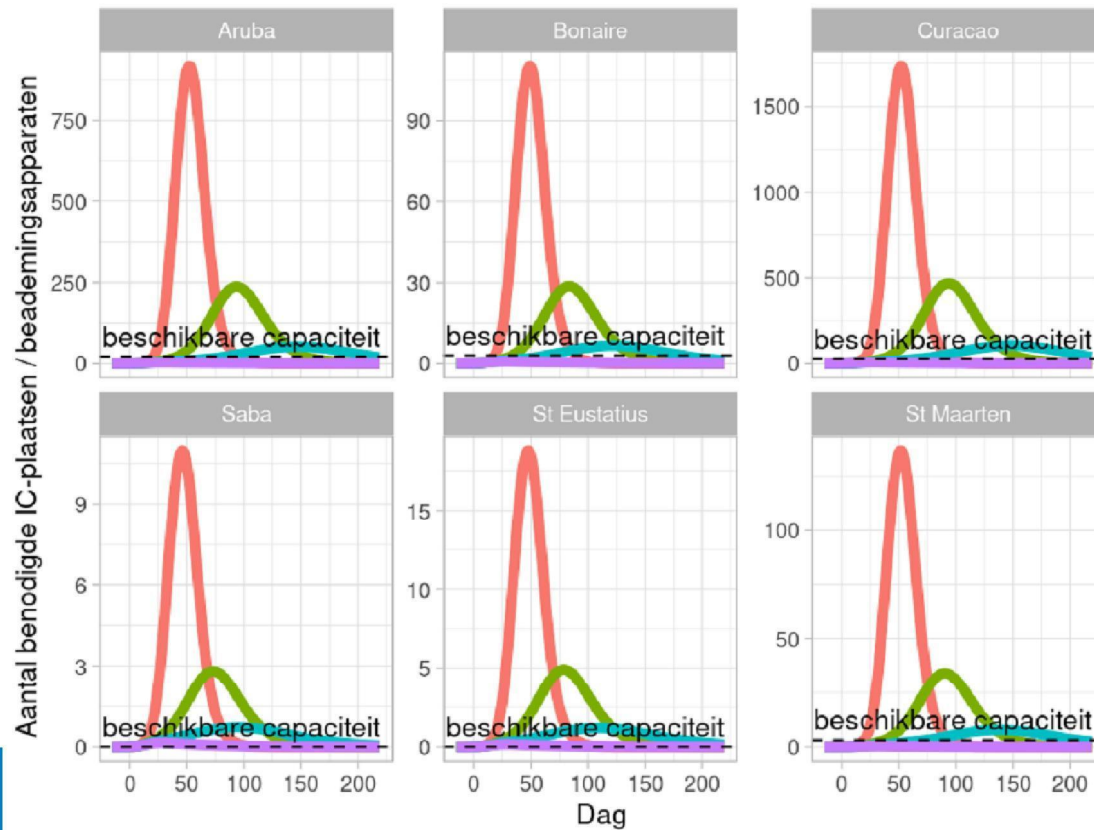 Aantal benodigde IC-plaatsen / beademingsapparaten
Aruba
Bonaire
Curacao
750
500
250
0
beschikbare capaciteit
90
60
30
0
beschikbare capaciteit
1500
1000
500
0
beschikbare capaciteit
Saba
St Eustatius
St Maarten
9
6
3
0
beschikbare capaciteit
15
10
5
0
beschikbare capaciteit
100
50
0
beschikbare capaciteit
0 50 100 150 200
0 50 100 150 200
0 50 100 150 200
Dag